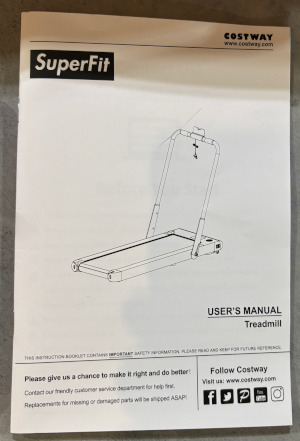 COSTWAY
www.costway.com
SuperFit
USER'S MANUAL
Treadmill
THIS INSTRUCTION BOOKLET CONTAINS IMPORTANT SAFETY INFORMATION. PLEASE READ AND KEEP FOR FUTURE REFERENCE.
Please give us a chance to make it right and do better!
Contact our friendly customer service department for help first.
Replacements for missing or damaged parts will be shipped ASAP!
Follow Costway
Visit us: www.costway.com